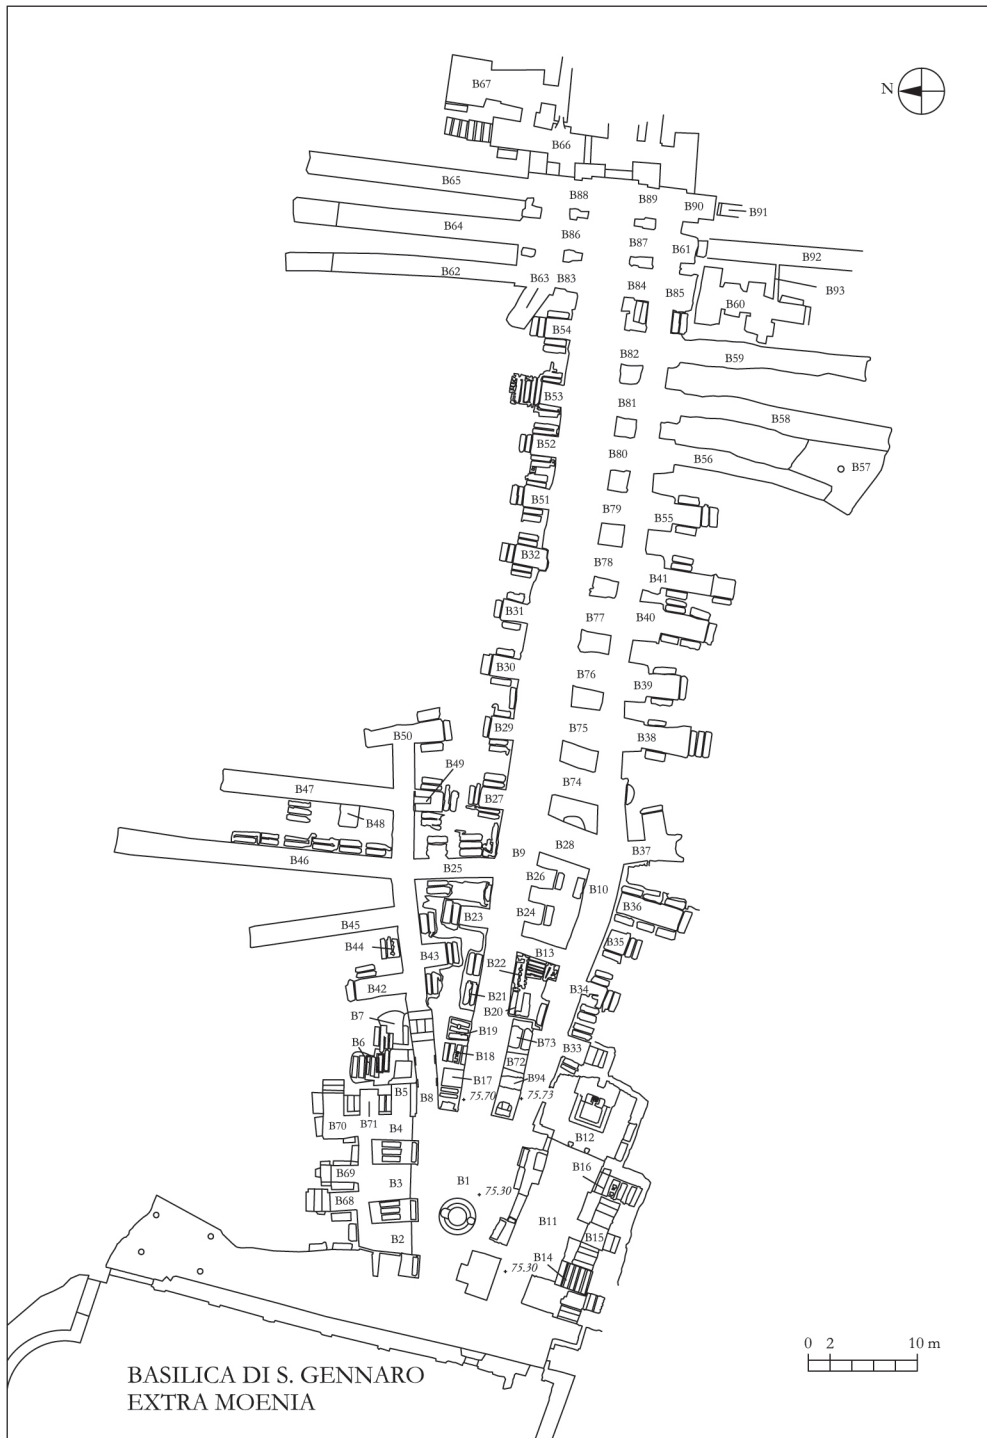 B67
N
B66
B65
B88
B89
B90
B91
B64
B86
B87
B61
B92
B62
B63
B83
B84
B85
B93
B60
B54
B82
B59
B53
B81
B58
B52
B80
B56
B57
B51
B79
B55
B32
B78
B41
B31
B77
B40
B30
B76
B39
B50
B29
B75
B38
B49
B47
B27
B74
B48
B46
B9
B28
B37
B25
B26
B10
B23
B24
B36
B45
B44
B43
B13
B35
B22
B42
B21
B34
B7
B20
B19
B6
B18
B73
B33
B72
B17
B94
B5
B8
75.70
75.73
B70
B71
B4
B12
B16
B69
B3
B1
75.30
B68
B11
B2
B15
B14
75.30
0 2 10 m
BASILICA DI S. GENNARO
EXTRA MOENIA